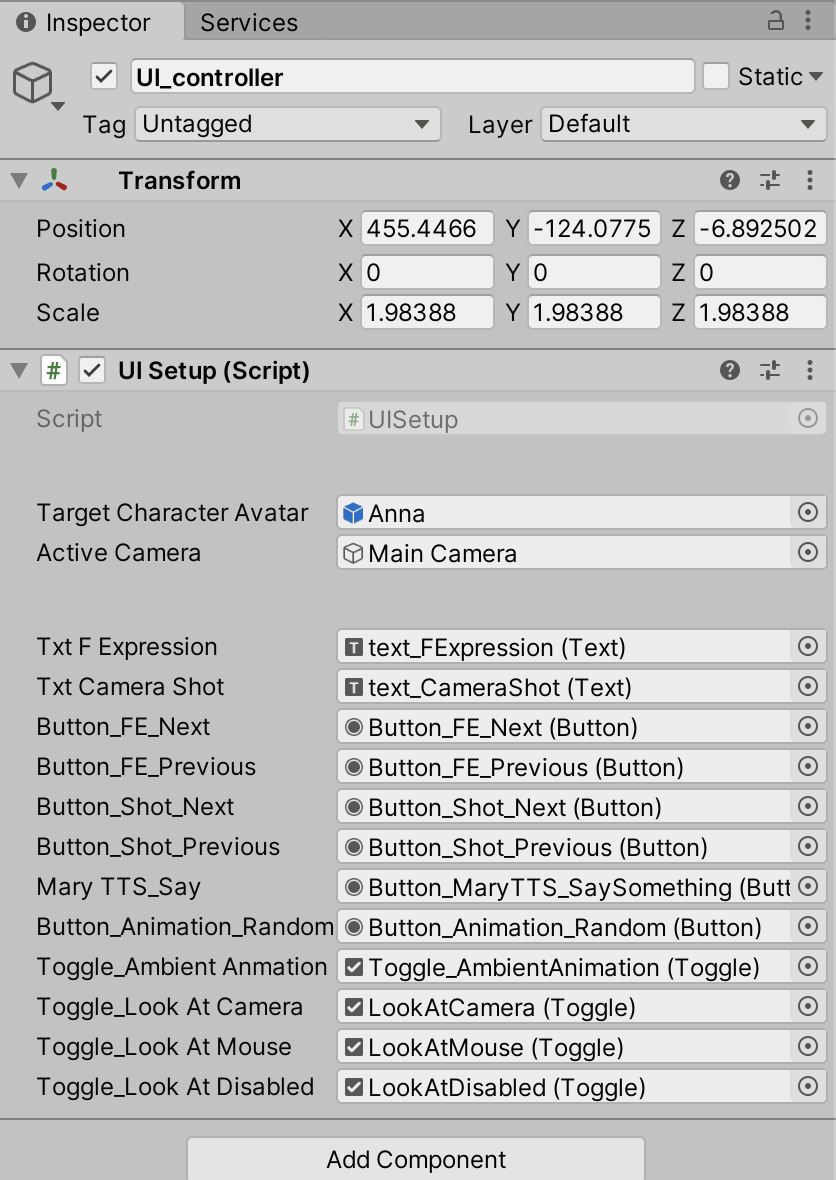 Inspector Services
UI_controller Static
Tag Untagged Layer Default
Transform
Position X 455.4466 Y -124.0775 Z -6.892502
Rotation X 0 Y 0 Z 0
Scale X 1.98388 Y 1.98388 Z 1.98388
# UI Setup (Script)
Script # UISetup
Target Character Avatar Anna
Active Camera Main Camera
Txt F Expression T text_FExpression (Text)
Txt Camera Shot T text_CameraShot (Text)
Button_FE_Next Button_FE_Next (Button)
Button_FE_Previous Button_FE_Previous (Button)
Button_Shot_Next Button_Shot_Next (Button)
Button_Shot_Previous Button_Shot_Previous (Button)
Mary TTS_Say Button_MaryTTS_SaySomething (Butt
Button_Animation_Random Button_Animation_Random (Button)
Toggle_Ambient Anmation Toggle_AmbientAnimation (Toggle)
Toggle_Look At Camera LookAtCamera (Toggle)
Toggle_Look At Mouse LookAtMouse (Toggle)
Toggle_Look At Disabled LookAtDisabled (Toggle)
Add Component